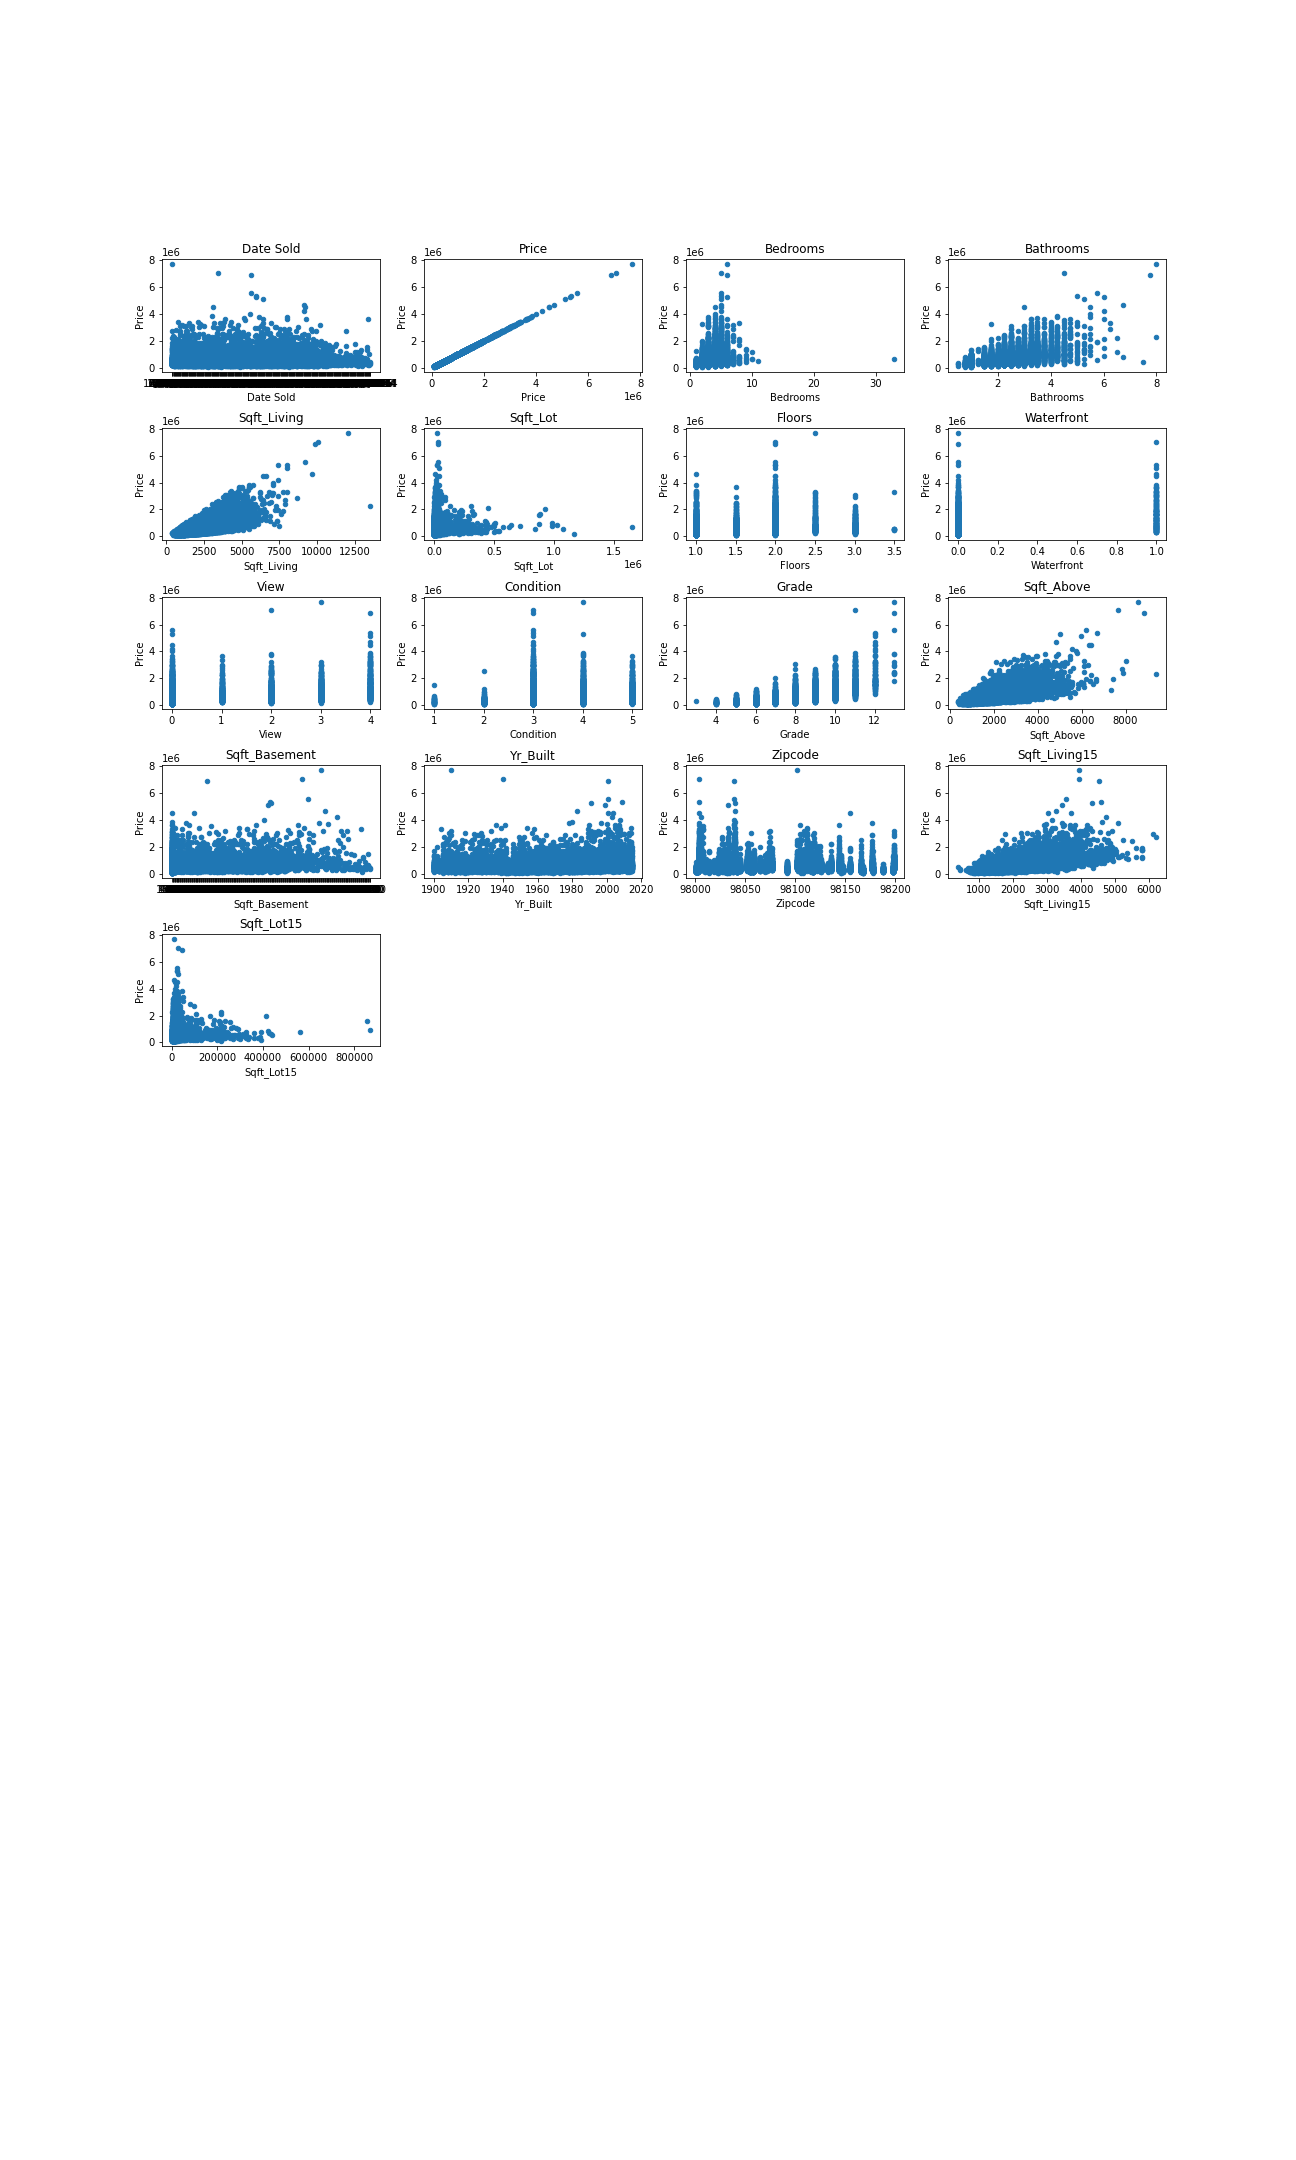 Date Sold Price Bedrooms Bathrooms
1e6 1e6 1e6 1e6
8 8 8 8
6 6 6 6
4 4 4 4
Price Price Price Price
2 2 2 2
0 0 0 0
0 2 4 6 8 0 10 20 30 2 4 6 8
Date Sold Price 1e6 Bedrooms Bathrooms
Sqft_Living Sqft_Lot Floors Waterfront
1e6 1e6 1e6 1e6
8 8 8 8
6 6 6 6
4 4 4 4
Price Price Price Price
2 2 2 2
0 0 0 0
0 2500 5000 7500 10000 12500 0.0 0.5 1.0 1.5 1.0 1.5 2.0 2.5 3.0 3.5 0.0 0.2 0.4 0.6 0.8 1.0
Sqft_Living Sqft_Lot 1e6 Floors Waterfront
View Condition Grade Sqft_Above
1e6 1e6 1e6 1e6
8 8 8 8
6 6 6 6
4 4 4 4
Price Price Price Price
2 2 2 2
0 0 0 0
0 1 2 3 4 1 2 3 4 5 4 6 8 10 12 0 2000 4000 6000 8000
View Condition Grade Sqft_Above
Sqft_Basement Yr_Built Zipcode Sqft_Living15
1e6 1e6 1e6 1e6
8 8 8 8
6 6 6 6
4 4 4 4
Price Price Price Price
2 2 2 2
0 0 0 0
1900 1920 1940 1960 1980 2000 2020 98000 98050 98100 98150 98200 1000 2000 3000 4000 5000 6000
Sqft_Basement Yr_Built Zipcode Sqft_Living15
Sqft_Lot15
1e6
8
6
4
Price
2
0
0 200000 400000 600000 800000
Sqft_Lot15